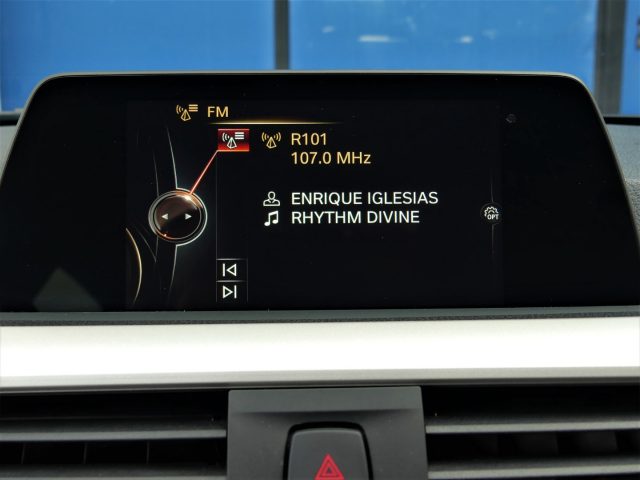 FM
R101
107.0 MHz
ENRIQUE IGLESIAS
RHYTHM DIVINE
OPT